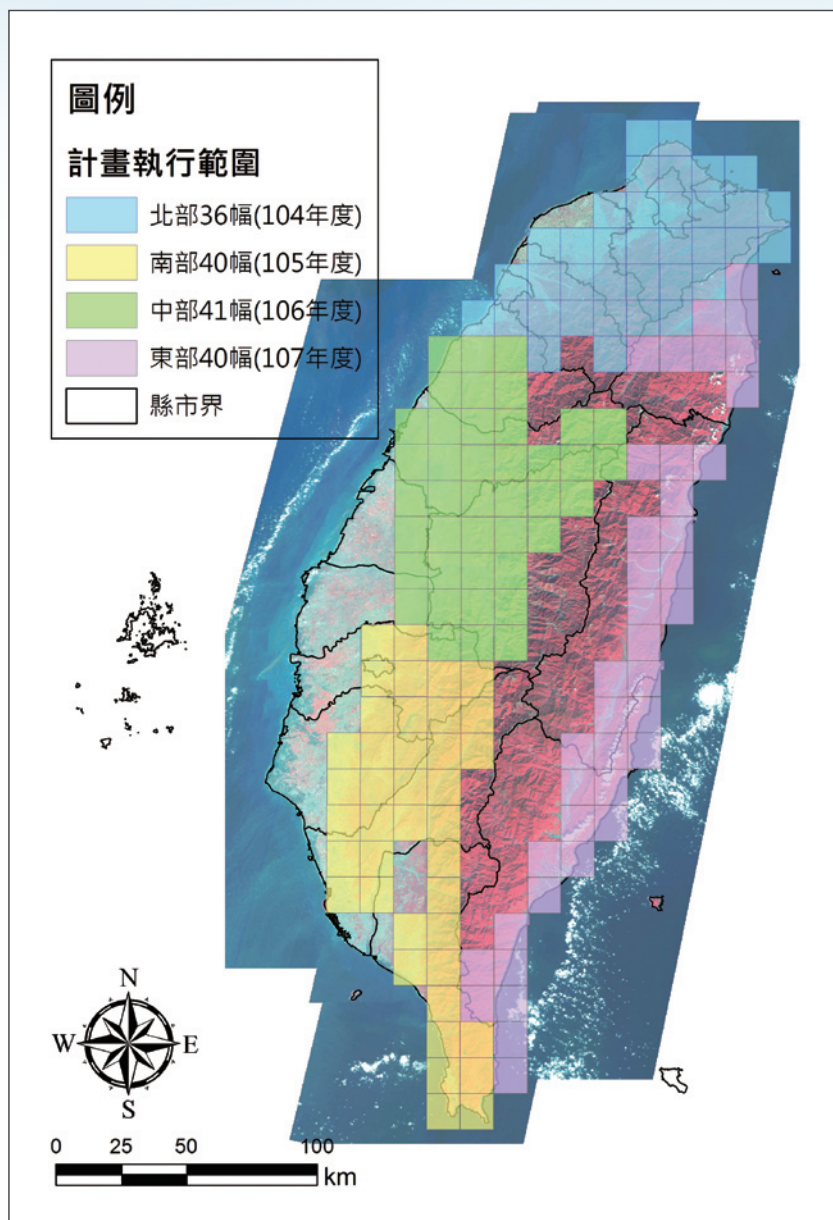 圖例
計畫執行範圍
北部36幅(104年度)
南部40幅(105年度)
中部41幅(106年度)
東部40幅(107年度)
縣市界
N
W E
S
0 25 50 100
km